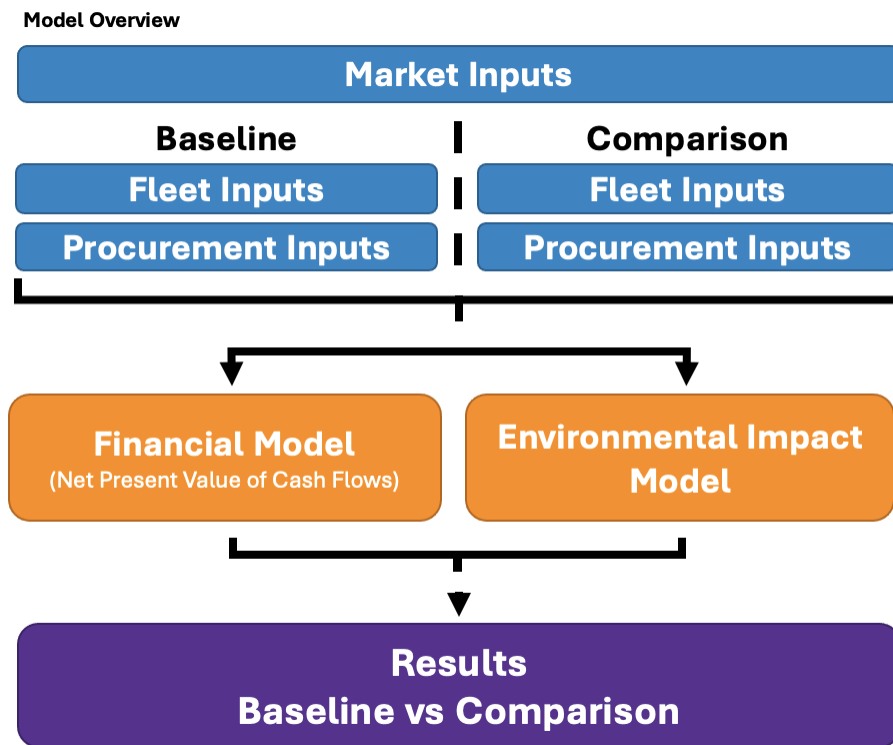 Model Overview
Market Inputs
Baseline
Comparison
Fleet Inputs
Fleet Inputs
Procurement Inputs
Procurement Inputs
Financial Model
(Net Present Value of Cash Flows)
Environmental Impact
Model
Results
Baseline vs Comparison